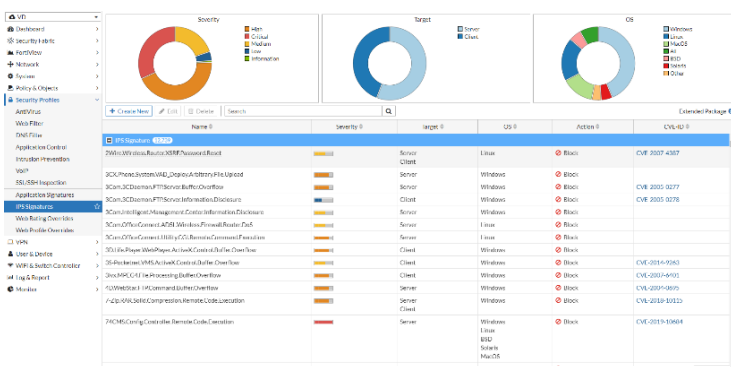 VD
Severity
Target
OS
High
Critical
Medium
Low
Information
Server
Client
Windows
Linux
MacOS
All
BSD
Solaris
Other
Dashboard
Security Fabric
FortiView
Network
System
Policy & Objects
Security Profiles
AntiVirus
Web Filter
DNS Filter
Application Control
Intrusion Prevention
VoIP
SSL/SSH Inspection
Application Signatures
IPS Signatures
Web Rating Overrides
Web Profile Overrides
VPN
User & Device
WiFi & Switch Controller
Log & Report
Monitor
+ Create New Edit Delete Search Extended Package
Name Severity Target OS Action CVE-ID
IPS Signature
2Wire.Wireless.Router.XSRF.Password.Reset Server Linux Block CVE-2007-4387
Client
3CX.Phone.System.VAD_Deploy.Arbitrary.File.Upload Server Windows Block
3Com.3CDaemon.FTP.Server.Buffer.Overflow Server Windows Block CVE-2005-0277
3Com.3CDaemon.FTP.Server.Information.Disclosure Client Windows Block CVE-2005-0278
3Com.Intelligent.Management.Center.Information.Disclosure Server Windows Block
3Com.OfficeConnect.ADSL.Wireless.Firewall.Router.DoS Server Linux Block
3Com.OfficeConnect.Utility.CGI.Remote.Command.Execution Server Linux Block
3D.Life.Player.WebPlayer.ActiveX.Control.Buffer.Overflow Client Windows Block
3S-Pocketnet.VMS.ActiveX.Control.Buffer.Overflow Client Windows Block CVE-2014-9263
3ivx.MPEG4.File.Processing.Buffer.Overflow Client Windows Block CVE-2007-6401
4D.WebStar.FTP.Command.Buffer.Overflow Server MacOS Block CVE-2004-0695
7-Zip.RAR.Solid.Compression.Remote.Code.Execution Server Windows Block CVE-2018-10115
Client
74CMS.Config.Controller.Remote.Code.Execution Server Windows Block CVE-2019-10684
Linux
BSD
Solaris
MacOS